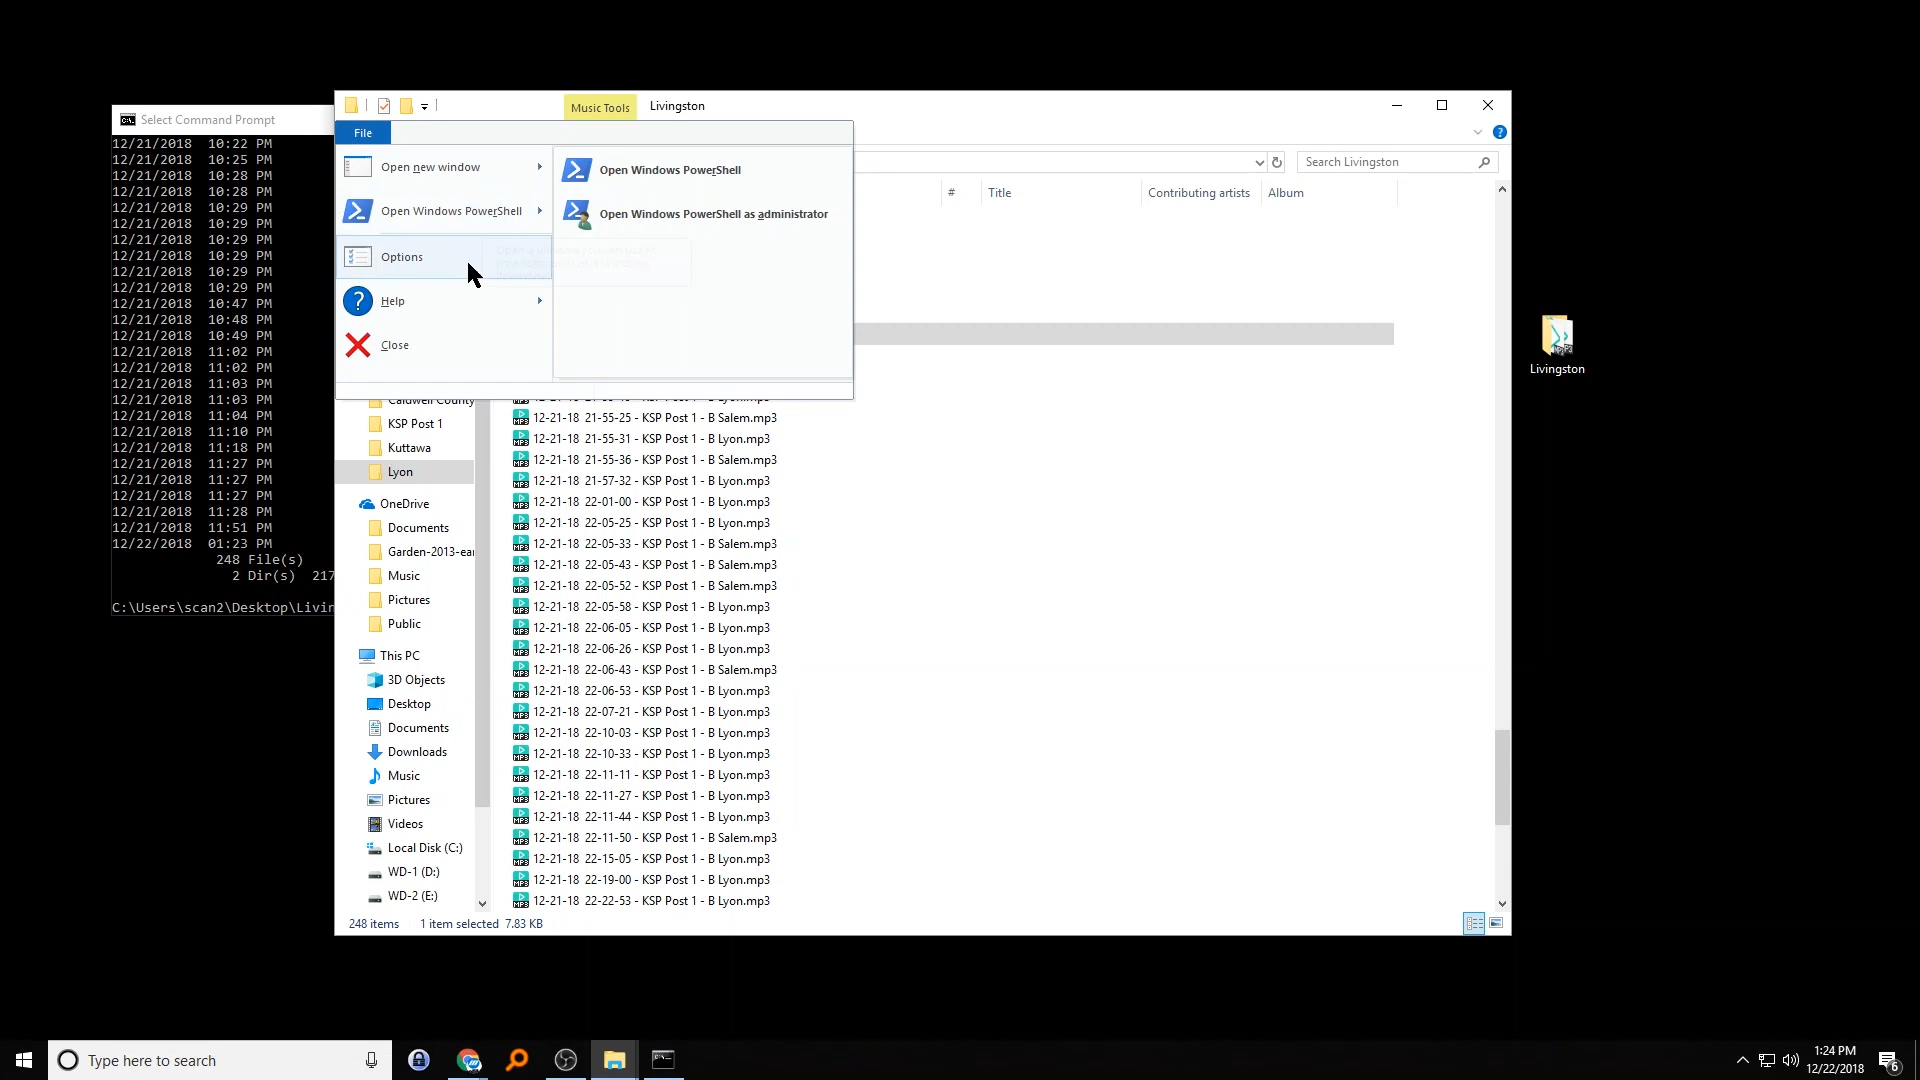 Select Command Prompt
12/21/2018  10:22 PM
12/21/2018  10:25 PM
12/21/2018  10:28 PM
12/21/2018  10:28 PM
12/21/2018  10:29 PM
12/21/2018  10:29 PM
12/21/2018  10:29 PM
12/21/2018  10:29 PM
12/21/2018  10:29 PM
12/21/2018  10:29 PM
12/21/2018  10:47 PM
12/21/2018  10:48 PM
12/21/2018  10:49 PM
12/21/2018  11:02 PM
12/21/2018  11:02 PM
12/21/2018  11:03 PM
12/21/2018  11:03 PM
12/21/2018  11:04 PM
12/21/2018  11:10 PM
12/21/2018  11:18 PM
12/21/2018  11:27 PM
12/21/2018  11:27 PM
12/21/2018  11:27 PM
12/21/2018  11:28 PM
12/21/2018  11:51 PM
12/22/2018  01:23 PM
248 File(s)
2 Dir(s)  217
C:\Users\scan2\Desktop\Livin
Music Tools
Livingston
File
Open new window
Open Windows PowerShell
Options
Help
Close
Open Windows PowerShell
Open Windows PowerShell as administrator
Search Livingston
#
Title
Contributing artists
Album
Caldwell County
KSP Post 1
Kuttawa
Lyon
OneDrive
Documents
Garden-2013-ear
Music
Pictures
Public
This PC
3D Objects
Desktop
Documents
Downloads
Music
Pictures
Videos
Local Disk (C:)
WD-1 (D:)
WD-2 (E:)
12-21-18  21-55-25 - KSP Post 1 - B Salem.mp3
12-21-18  21-55-31 - KSP Post 1 - B Lyon.mp3
12-21-18  21-55-36 - KSP Post 1 - B Salem.mp3
12-21-18  21-57-32 - KSP Post 1 - B Lyon.mp3
12-21-18  22-01-00 - KSP Post 1 - B Lyon.mp3
12-21-18  22-05-25 - KSP Post 1 - B Lyon.mp3
12-21-18  22-05-33 - KSP Post 1 - B Salem.mp3
12-21-18  22-05-43 - KSP Post 1 - B Salem.mp3
12-21-18  22-05-52 - KSP Post 1 - B Salem.mp3
12-21-18  22-05-58 - KSP Post 1 - B Lyon.mp3
12-21-18  22-06-05 - KSP Post 1 - B Lyon.mp3
12-21-18  22-06-26 - KSP Post 1 - B Lyon.mp3
12-21-18  22-06-43 - KSP Post 1 - B Salem.mp3
12-21-18  22-06-53 - KSP Post 1 - B Lyon.mp3
12-21-18  22-07-21 - KSP Post 1 - B Lyon.mp3
12-21-18  22-10-03 - KSP Post 1 - B Lyon.mp3
12-21-18  22-10-33 - KSP Post 1 - B Lyon.mp3
12-21-18  22-11-11 - KSP Post 1 - B Lyon.mp3
12-21-18  22-11-27 - KSP Post 1 - B Lyon.mp3
12-21-18  22-11-44 - KSP Post 1 - B Lyon.mp3
12-21-18  22-11-50 - KSP Post 1 - B Salem.mp3
12-21-18  22-15-05 - KSP Post 1 - B Lyon.mp3
12-21-18  22-19-00 - KSP Post 1 - B Lyon.mp3
12-21-18  22-22-53 - KSP Post 1 - B Lyon.mp3
248 items
1 item selected  7.83 KB
Livingston
Type here to search
1:24 PM
12/22/2018
6